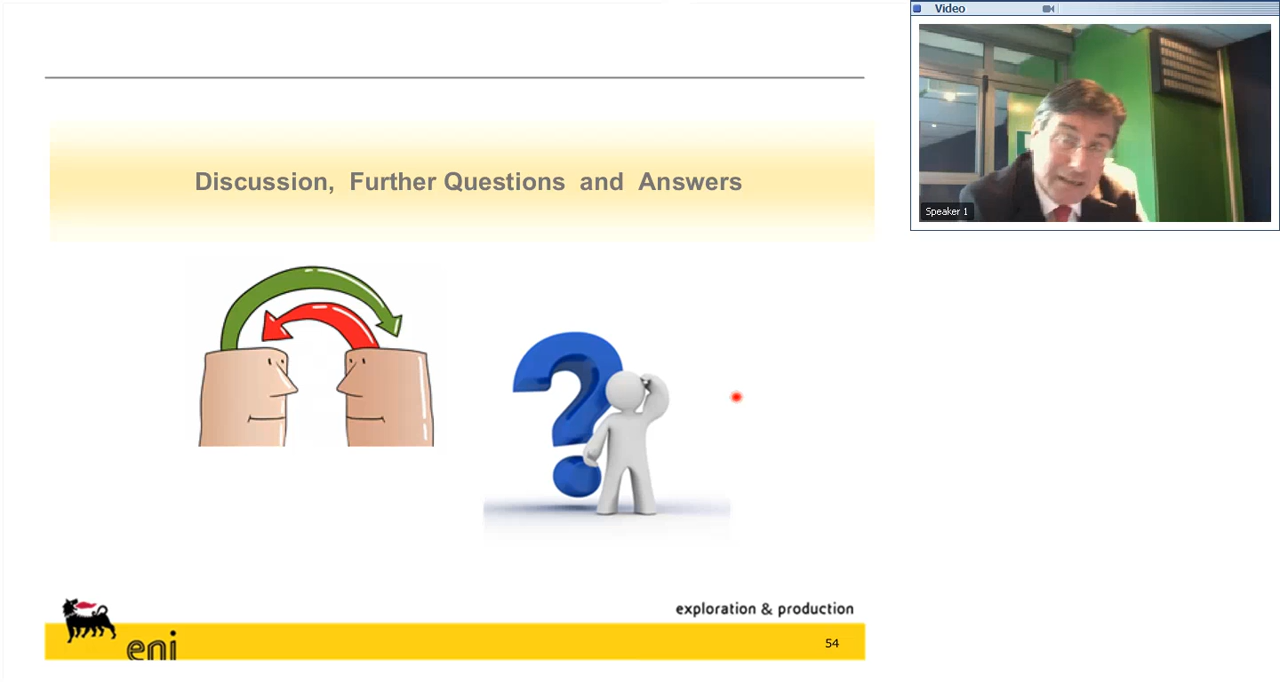 Video
Speaker 1
Discussion, Further Questions and Answers
exploration & production
eni
54